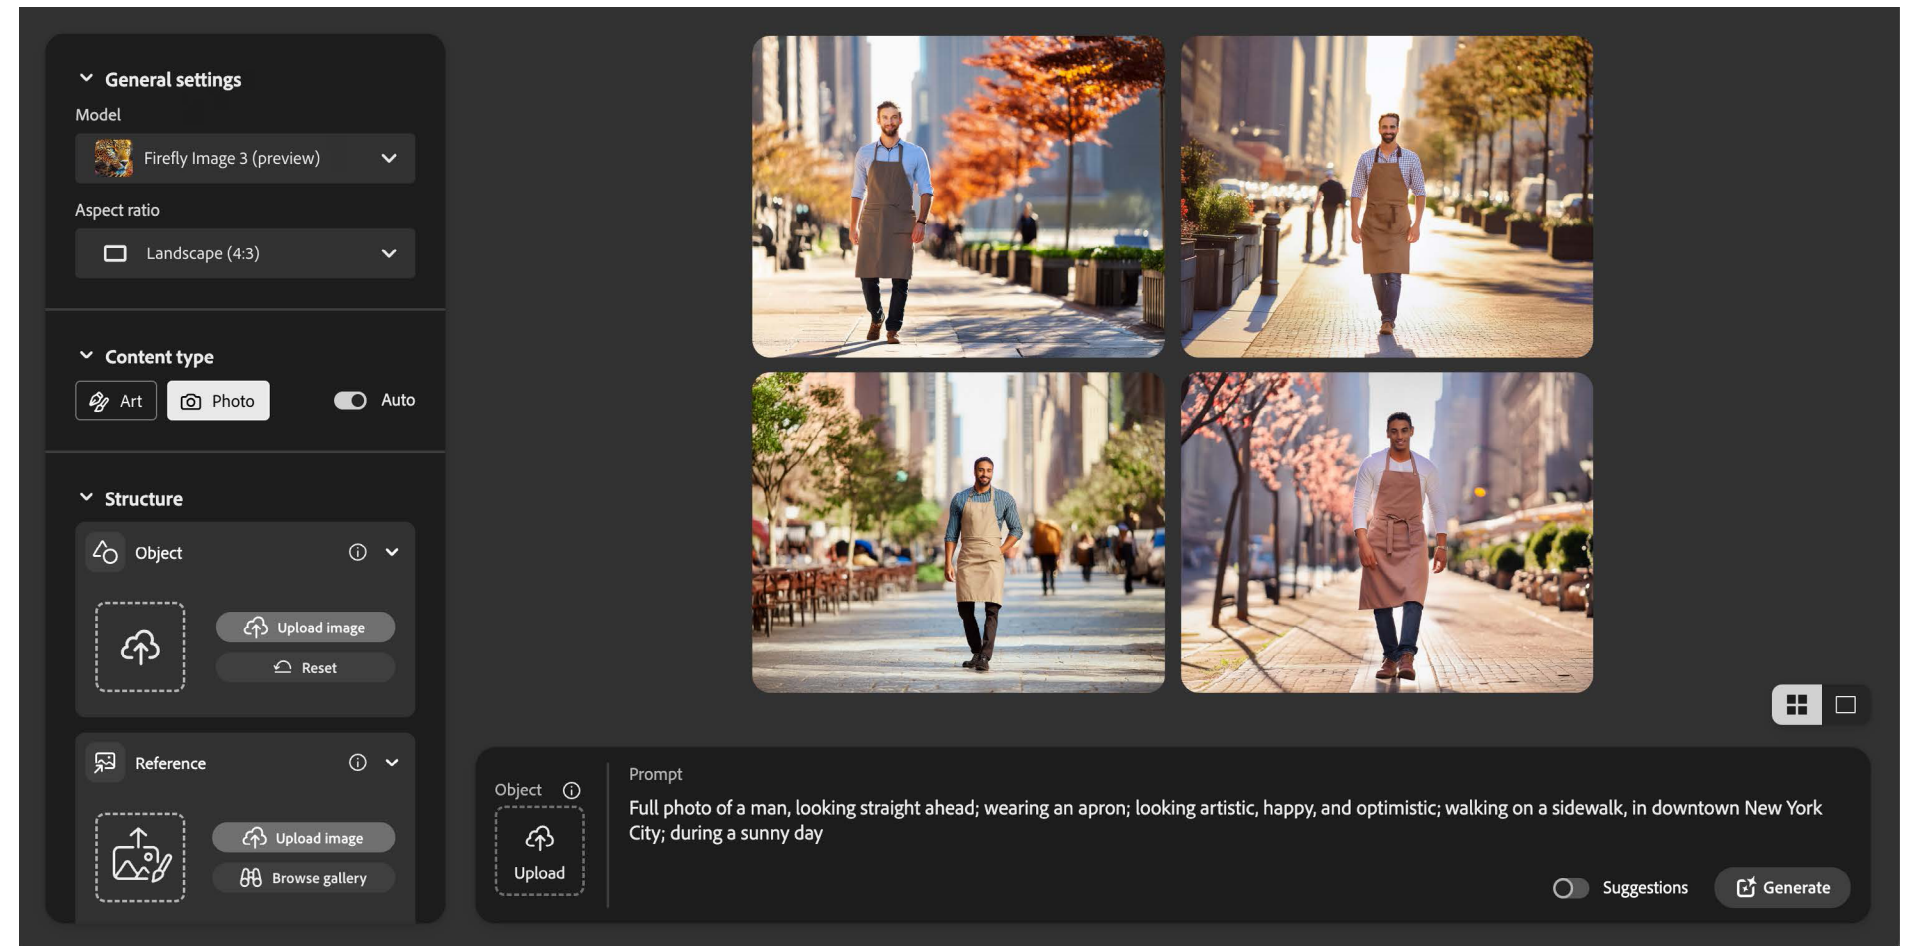 General settings
Model
Firefly Image 3 (preview)
Aspect ratio
Landscape (4:3)
Content type
Art
Photo
Auto
Structure
Object
Upload image
Reset
Reference
Upload image
Browse gallery
Object
Upload
Prompt
Full photo of a man, looking straight ahead; wearing an apron; looking artistic, happy, and optimistic; walking on a sidewalk, in downtown New York
City; during a sunny day
Suggestions
Generate